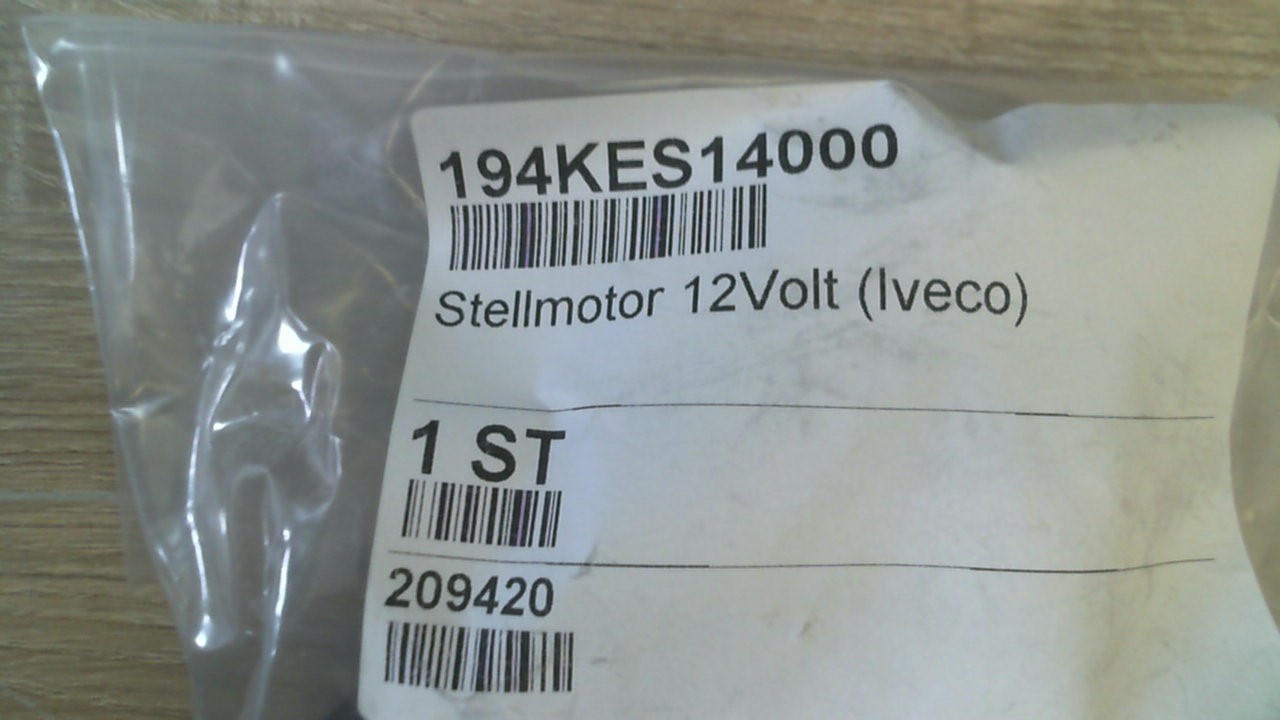 194KES14000
Stellmotor 12Volt (Iveco)
1 ST
209420